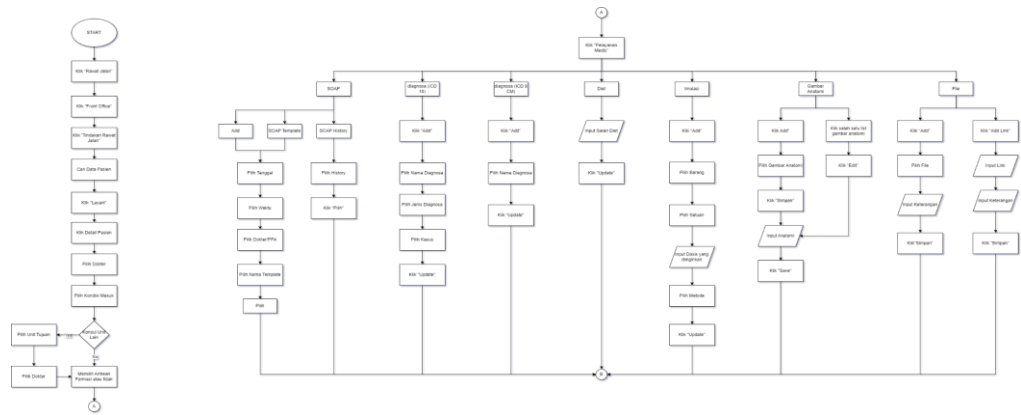 START
Klik "Rawat Jalan"
Klik "Front Office"
Klik "Tindakan Rawat
Jalan"
Cari Data Pasien
Klik "Layani"
Klik Detail Pasien
Pilih Dokter
Pilih Kondisi Masuk
Konsul Unit
Lain
Pilih Unit Tujuan
Pilih Dokter
Memilih Antrean
Farmasi atau tidak
A
A
Klik "Pelayanan
Medis"
SOAP
Add
SOAP Template
SOAP History
Pilih Tanggal
Pilih Waktu
Pilih Dokter/PPA
Pilih Nama Template
Pilih
Pilih History
Klik "Pilih"
diagnosa (ICD
10)
Klik "Add"
Pilih Nama Diagnosa
Pilih Jenis Diagnosa
Pilih Kasus
Klik "Update"
diagnosa (ICD 9
CM)
Klik "Add"
Pilih Nama Diagnosa
Klik "Update"
Diet
Input Saran Diet
Klik "Update"
Klik "Add"
Pilih Barang
Pilih Satuan
Input Dosis yang
diinginkan
Pilih Metode
Klik "Update"
Gambar
Anatomi
Klik Add"
Pilih Gambar Anatomi
Klik "Simpan"
Input Anatomi
Klik "Save"
Klik salah satu list
gambar anatomi
Klik "Edit"
File
Klik "Add"
Pilih File
Input Keterangan
Klik"Simpan"
Klik "Add Link"
Input Link
Input Keterangan
Klik "Simpan"
B